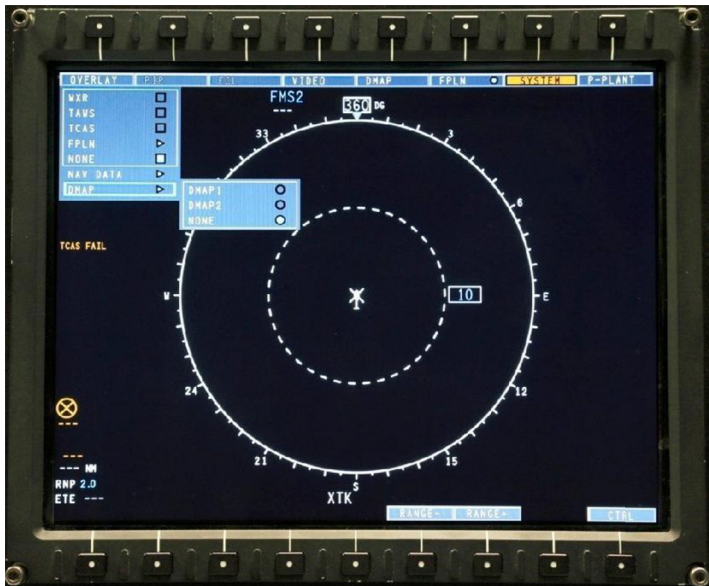 OVERLAY PIP VIDEO DMAP FPLN SYSTEM P-PLANT
WXR
TAWS
TCAS
FPLN
NONE
NAV DATA
DMAP
DMAP1
DMAP2
NONE
FMS2
---
360 DG
33 3
6
TCAS FAIL
W 10 E
24 12
21 15
S
---
---
--- NM
RNP 2.0
ETE ---
XTK
RANGE- RANGE+ CTRL